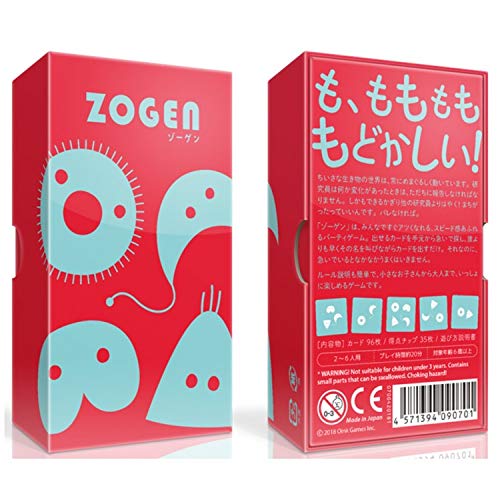 ZOGEN
ゾーゲン
も、ももももも
もどかしい!
ちいさな生き物の世界は、常にめまぐるしく動いています。研
究員は何か変化があったときは、ただちに報告しなければな
りません。しかもできるかぎり他の研究員よりはやく!まちが
ったっていいんです。バレなければ。
「ゾーゲン」は、みんなですぐアツくなれる、スピード感あふれ
るパーティゲーム。出せるカードを手元から急いで探し、誰よ
りも早くその名を叫びながらカードを出すだけ。それなのに、
急いでいるとなかなかうまくはいきません。
ルール説明も簡単で、小さなお子さんから大人まで、いっしょ
に楽しめるゲームです。
[内容物] カード 96枚 / 得点チップ 35枚 / 遊び方説明書
2〜6人用
プレイ時間約20分
対象年齢6歳以上
* WARNING! Not suitable for children under 3 years. Contains
small parts that can be swallowed. Choking hazard!
0-3
CE
Made in Japan
©2018 Oink Games Inc.
4 571394 090701